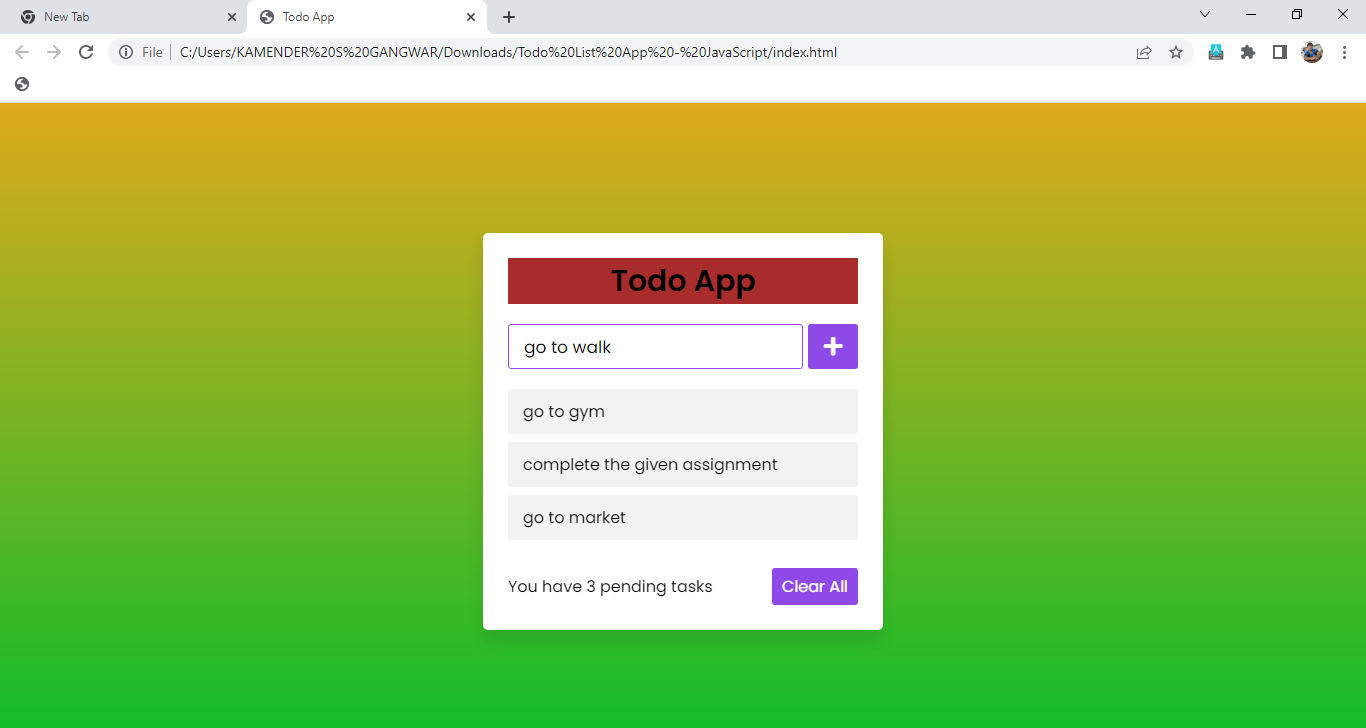 New Tab
Todo App
File
C:/Users/KAMENDER%20S%20GANGWAR/Downloads/Todo%20List%20App%20-%20JavaScript/index.html
Todo App
go to walk
go to gym
complete the given assignment
go to market
You have 3 pending tasks
Clear All